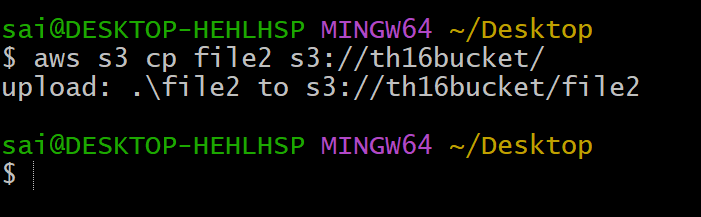 sai@DESKTOP-HEHLHSP MINGW64 ~/Desktop
$ aws s3 cp file2 s3://th16bucket/
upload: .\file2 to s3://th16bucket/file2
sai@DESKTOP-HEHLHSP MINGW64 ~/Desktop
$